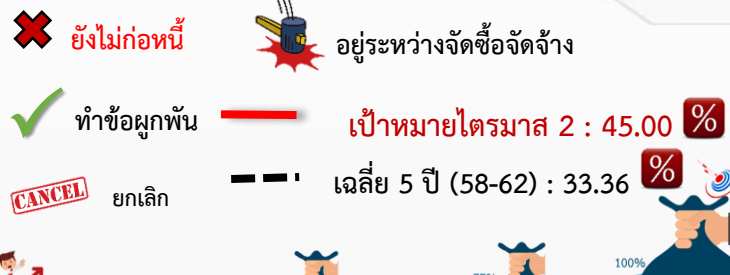 ยังไม่ก่อหนี้
อยู่ระหว่างจัดซื้อจัดจ้าง
ทำข้อผูกพัน
เป้าหมายไตรมาส 2 : 45.00 %
CANCEL ยกเลิก
เฉลี่ย 5 ปี (58-62) : 33.36 %
100%